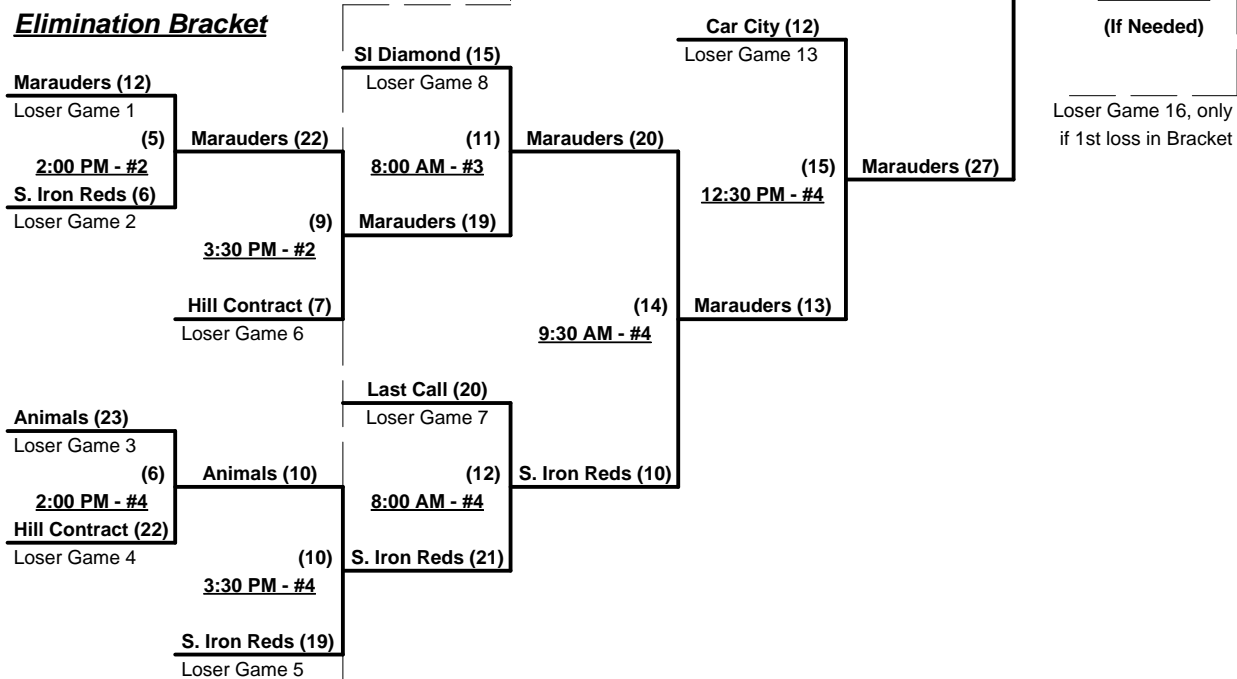 Elimination Bracket
Marauders (12)
Loser Game 1
(5)
2:00 PM - #2
S. Iron Reds (6)
Loser Game 2
Marauders (22)
(9)
3:30 PM - #2
Hill Contract (7)
Loser Game 6
Animals (23)
Loser Game 3
(6)
2:00 PM - #4
Hill Contract (22)
Loser Game 4
Animals (10)
(10)
3:30 PM - #4
S. Iron Reds (19)
Loser Game 5
SI Diamond (15)
Loser Game 8
(11)
8:00 AM - #3
Marauders (19)
Last Call (20)
Loser Game 7
(12)
8:00 AM - #4
S. Iron Reds (21)
Marauders (20)
(14)
9:30 AM - #4
S. Iron Reds (10)
Car City (12)
Loser Game 13
(15)
12:30 PM - #4
Marauders (13)
Marauders (27)
(If Needed)
Loser Game 16, only
if 1st loss in Bracket